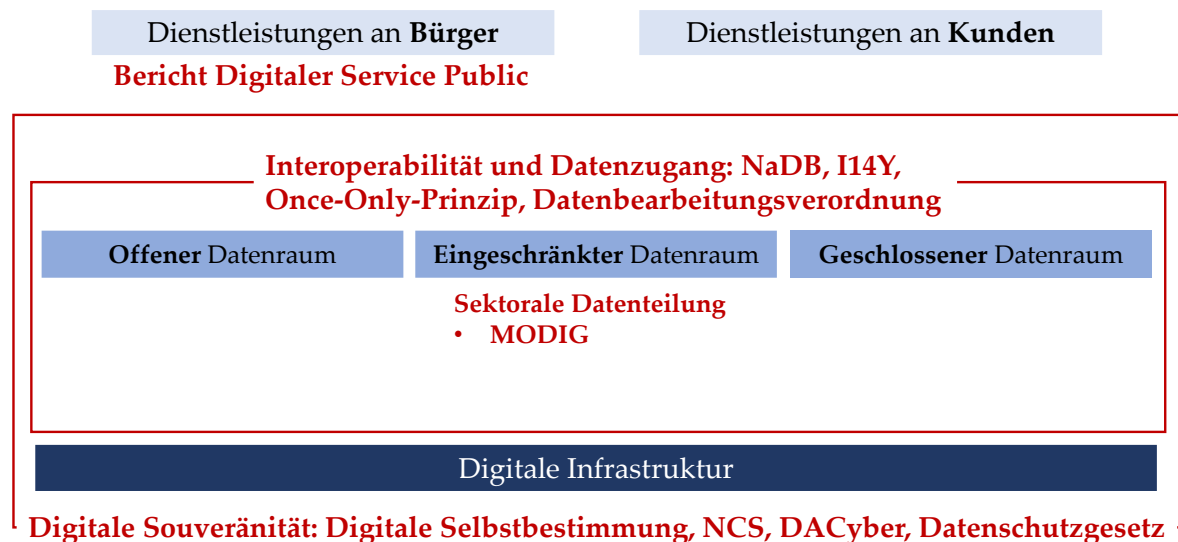 Dienstleistungen an Bürger
Dienstleistungen an Kunden
Bericht Digitaler Service Public
Interoperabilität und Datenzugang: NaDB, I14Y,
Once-Only-Prinzip, Datenbearbeitungsverordnung
Offener Datenraum
Eingeschränkter Datenraum
Geschlossener Datenraum
Sektorale Datenteilung
• MODIG
Digitale Infrastruktur
Digitale Souveränität: Digitale Selbstbestimmung, NCS, DACyber, Datenschutzgesetz